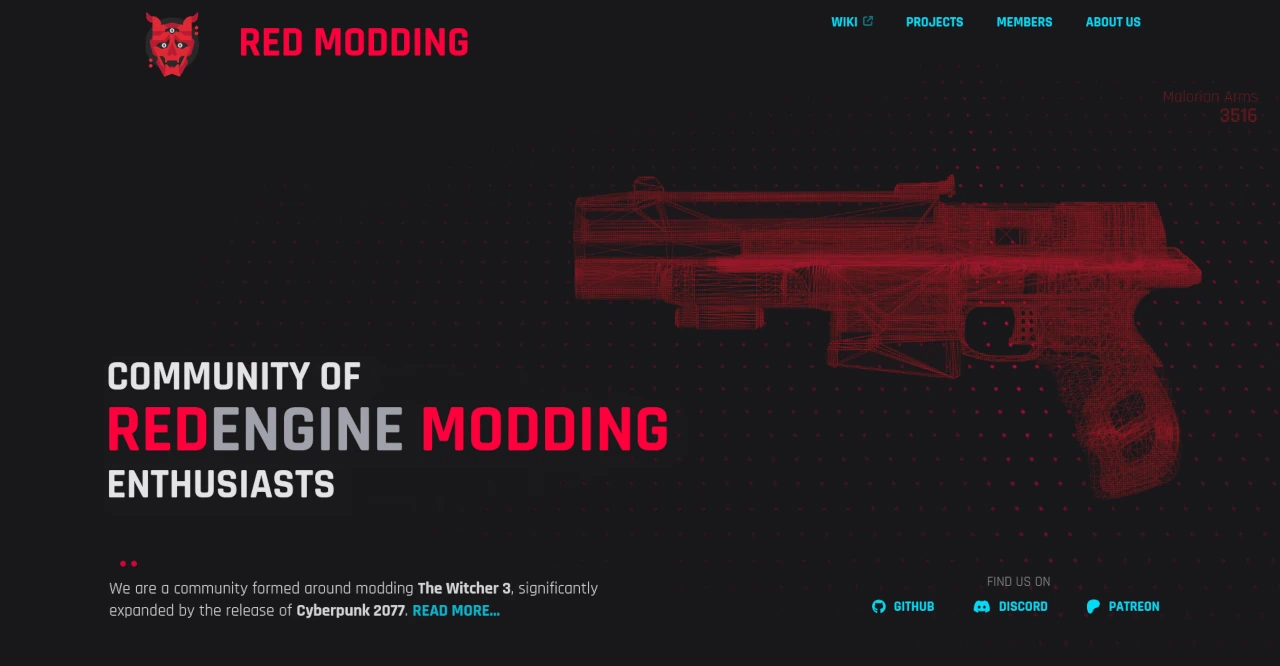 RED MODDING
WIKI
PROJECTS
MEMBERS
ABOUT US
Malorian Arms
3516
COMMUNITY OF
REDENGINE MODDING
ENTHUSIASTS
We are a community formed around modding The Witcher 3, significantly
expanded by the release of Cyberpunk 2077. READ MORE...
FIND US ON
GITHUB
DISCORD
PATREON